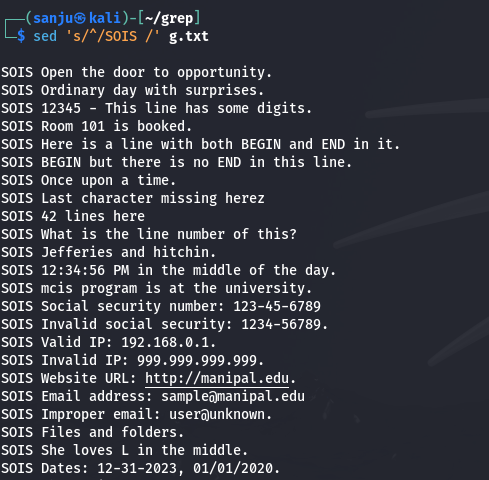 ┌──(sanju㉿kali)-[~/grep]
└─$ sed 's/^/SOIS /' g.txt
SOIS Open the door to opportunity.
SOIS Ordinary day with surprises.
SOIS 12345 - This line has some digits.
SOIS Room 101 is booked.
SOIS Here is a line with both BEGIN and END in it.
SOIS BEGIN but there is no END in this line.
SOIS Once upon a time.
SOIS Last character missing herez
SOIS 42 lines here
SOIS What is the line number of this?
SOIS Jefferies and hitchin.
SOIS 12:34:56 PM in the middle of the day.
SOIS mcis program is at the university.
SOIS Social security number: 123-45-6789
SOIS Invalid social security: 1234-56789.
SOIS Valid IP: 192.168.0.1.
SOIS Invalid IP: 999.999.999.999.
SOIS Website URL: http://manipal.edu.
SOIS Email address: sample@manipal.edu
SOIS Improper email: user@unknown.
SOIS Files and folders.
SOIS She loves L in the middle.
SOIS Dates: 12-31-2023, 01/01/2020.